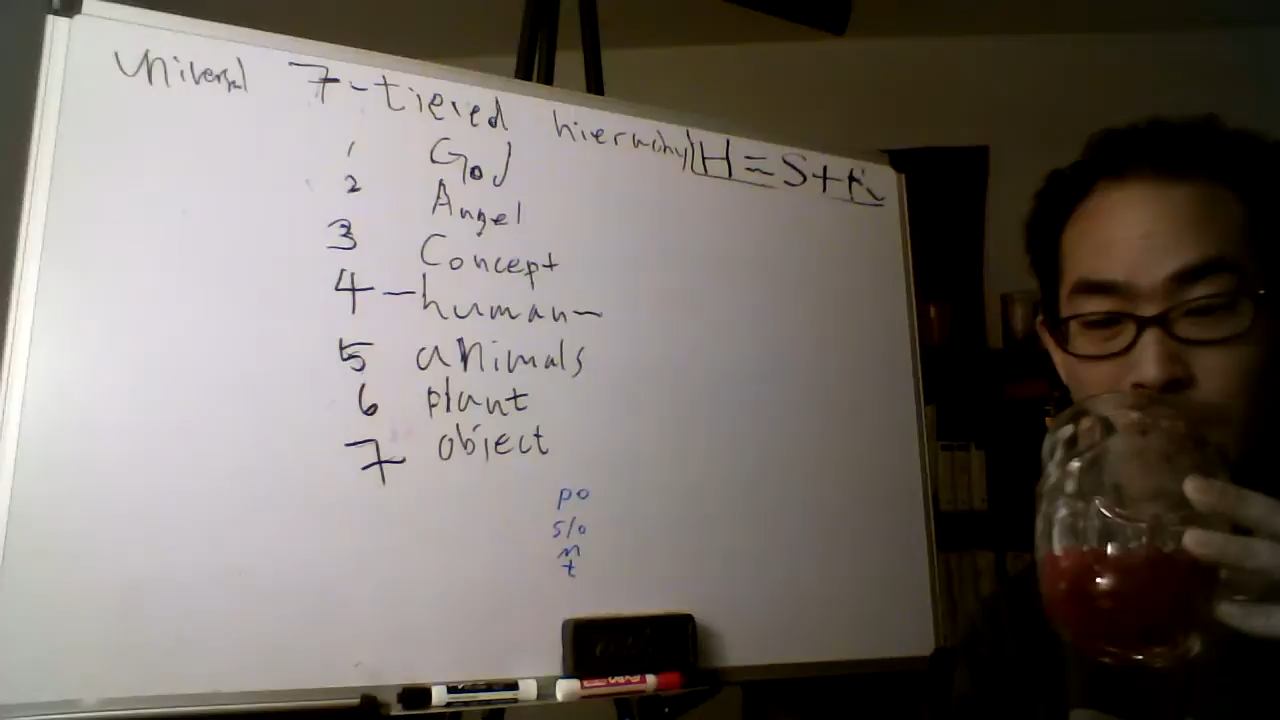 Universal 7-tiered hierarchy H = S + K
1 God
2 Angel
3 Concept
4 - human -
5 animals
6 plant
7 object
po
s/o
m
t